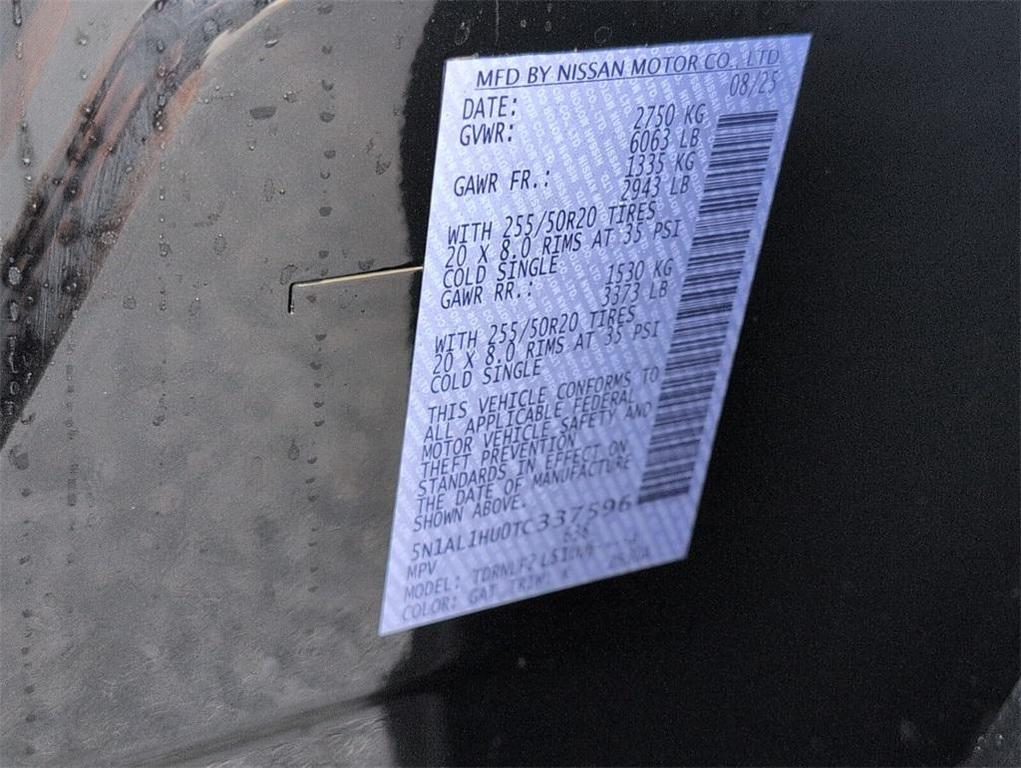 MFD BY NISSAN MOTOR CO., LTD
DATE: 08/25
GVWR: 2750 KG
6063 LB
GAWR FR.: 1335 KG
2943 LB
WITH 255/50R20 TIRES
20 X 8.0 RIMS AT 35 PSI
COLD SINGLE
GAWR RR.: 1530 KG
3373 LB
WITH 255/50R20 TIRES
20 X 8.0 RIMS AT 35 PSI
COLD SINGLE
THIS VEHICLE CONFORMS TO
ALL APPLICABLE FEDERAL
MOTOR VEHICLE SAFETY AND
THEFT PREVENTION
STANDARDS IN EFFECT ON
THE DATE OF MANUFACTURE
SHOWN ABOVE.
5N1AL1HU0TC337596
MPV
MODEL:
COLOR: GAT TRIM: K